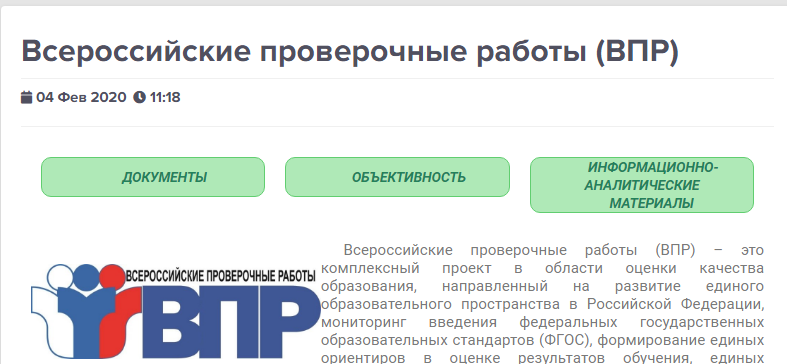 Всероссийские проверочные работы (ВПР)
04 Фев 2020 11:18
ДОКУМЕНТЫ
ОБЪЕКТИВНОСТЬ
ИНФОРМАЦИОННО-
АНАЛИТИЧЕСКИЕ
МАТЕРИАЛЫ
ВСЕРОССИЙСКИЕ ПРОВЕРОЧНЫЕ РАБОТЫ
ВПР
Всероссийские проверочные работы (ВПР) – это
комплексный проект в области оценки качества
образования, направленный на развитие единого
образовательного пространства в Российской Федерации,
мониторинг введения федеральных государственных
образовательных стандартов (ФГОС), формирование единых
ориентиров в оценке результатов обучения, единых